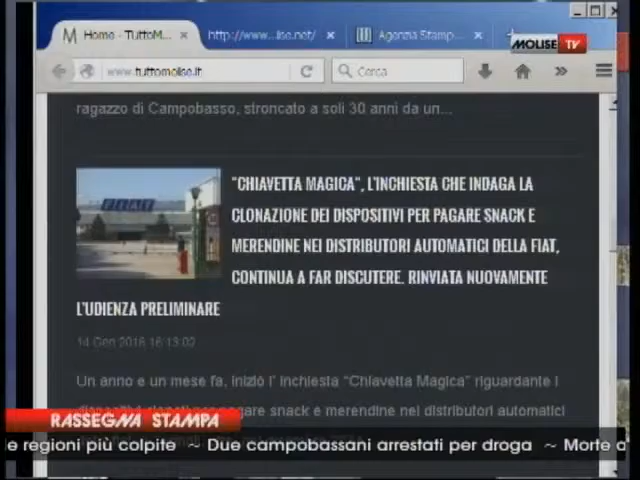 Home - TuttoM...
http://www...lise.net/
Agenzia Stamp...
MOLISE TV
www.tuttomolise.it
Cerca
ragazzo di Campobasso, stroncato a soli 30 anni da un...
FIAT
"CHIAVETTA MAGICA", L'INCHIESTA CHE INDAGA LA
CLONAZIONE DEI DISPOSITIVI PER PAGARE SNACK E
MERENDINE NEI DISTRIBUTORI AUTOMATICI DELLA FIAT,
CONTINUA A FAR DISCUTERE. RINVIATA NUOVAMENTE
L'UDIENZA PRELIMINARE
14 Gen 2016 16:13:02
Un anno e un mese fa, iniziò l' inchiesta "Chiavetta Magica" riguardante i
pagare snack e merendine nei distributori automatici
RASSEGNA STAMPA
e regioni più colpite ~ Due campobassani arrestati per droga ~ Morte